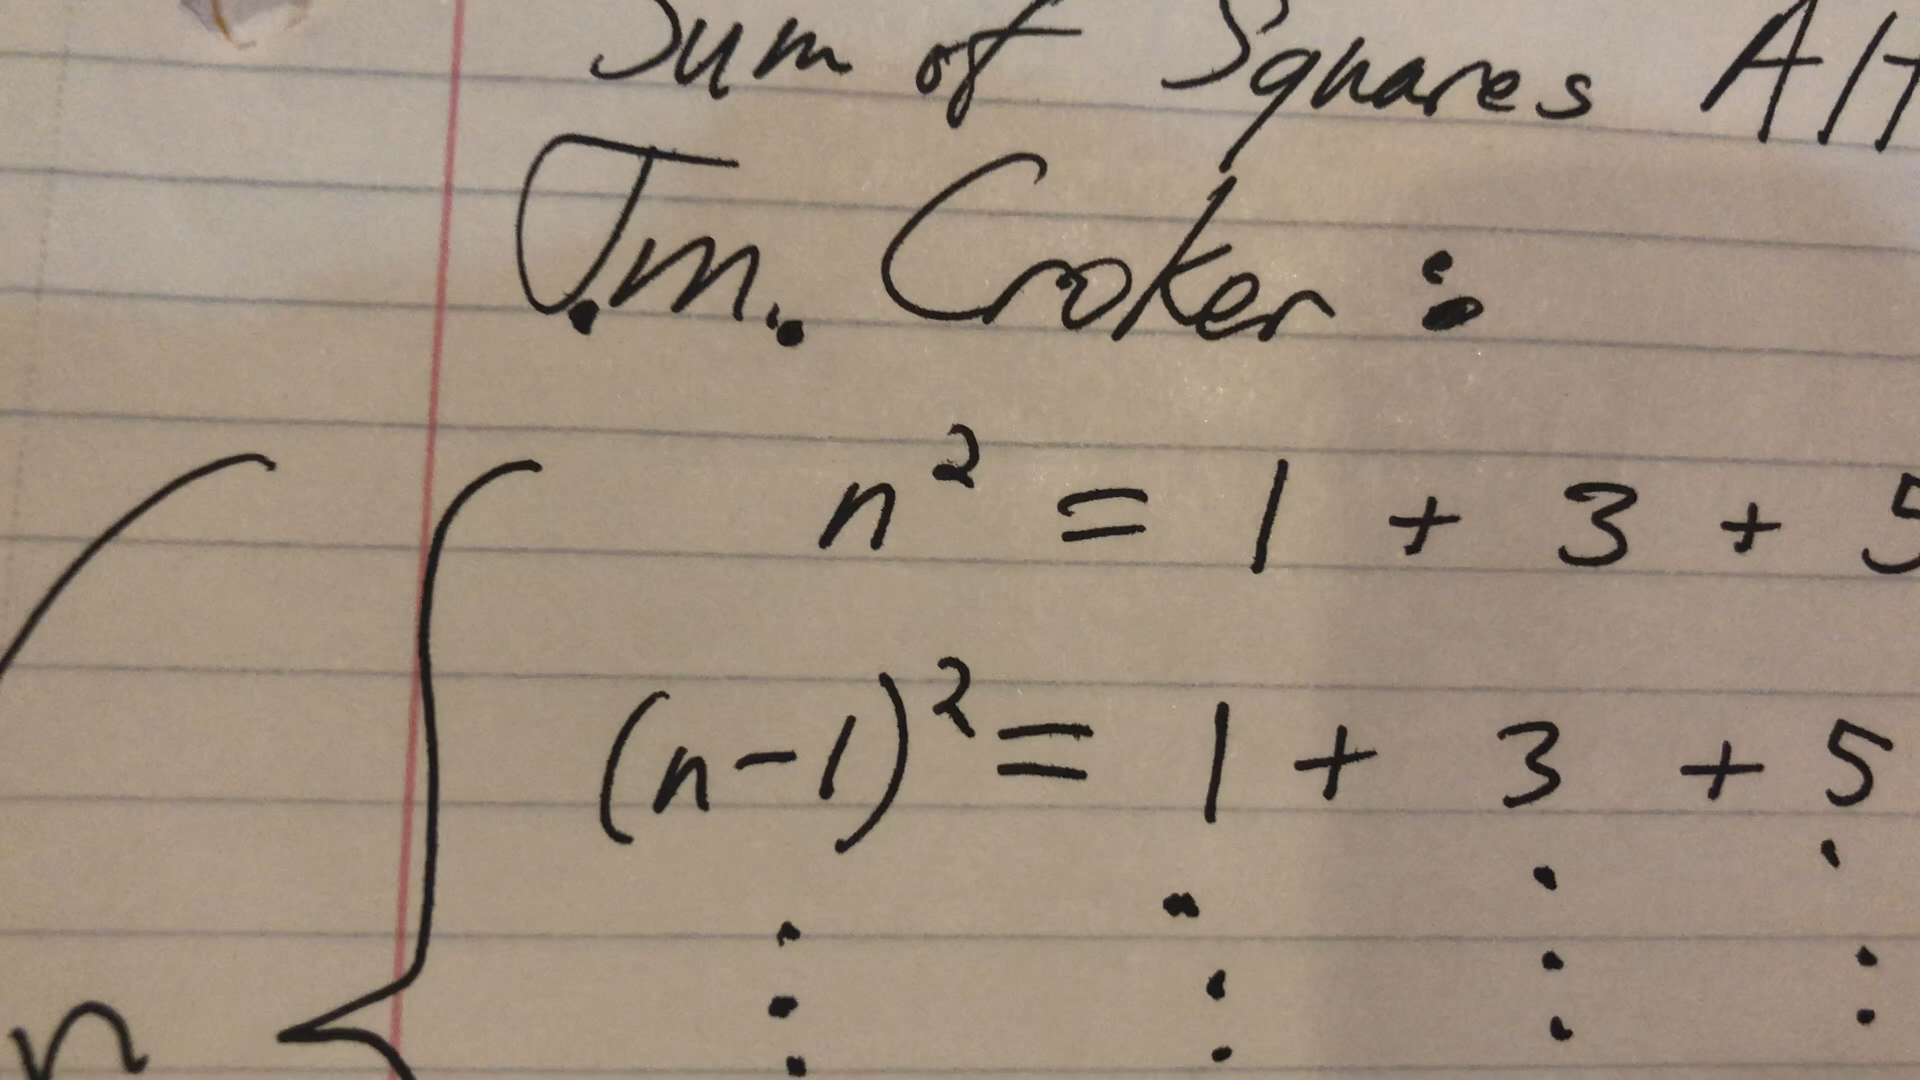 Sum of Squares Alt
J.M. Croker:
n² = 1 + 3 + 5
(n-1)² = 1 + 3 + 5
n